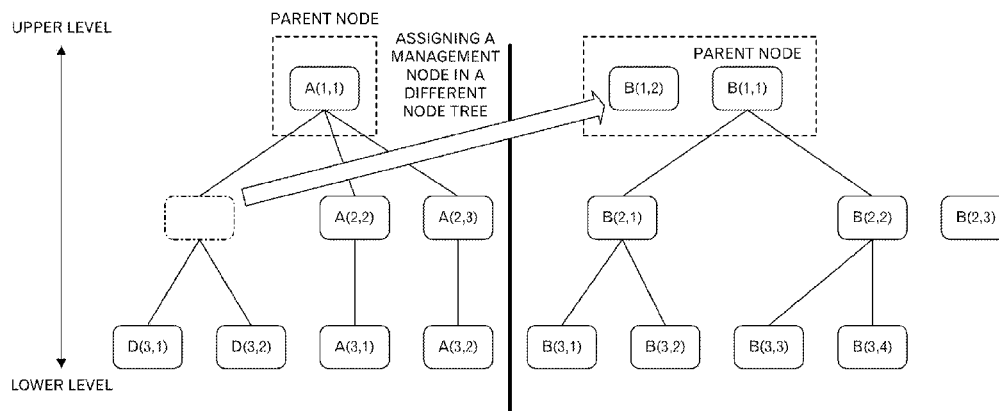 PARENT NODE
UPPER LEVEL
ASSIGNING A
MANAGEMENT
NODE IN A
DIFFERENT
NODE TREE
PARENT NODE
A(1,1)
B(1,2)
B(1,1)
A(2,2)
A(2,3)
B(2,1)
B(2,2)
B(2,3)
D(3,1)
D(3,2)
A(3,1)
A(3,2)
B(3,1)
B(3,2)
B(3,3)
B(3,4)
LOWER LEVEL